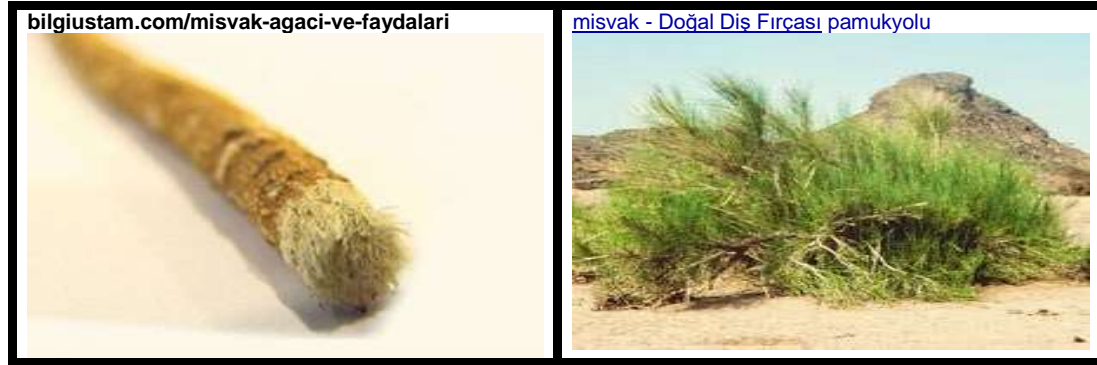 bilgiustam.com/misvak-agaci-ve-faydalari
misvak - Doğal Diş Fırçası pamukyolu